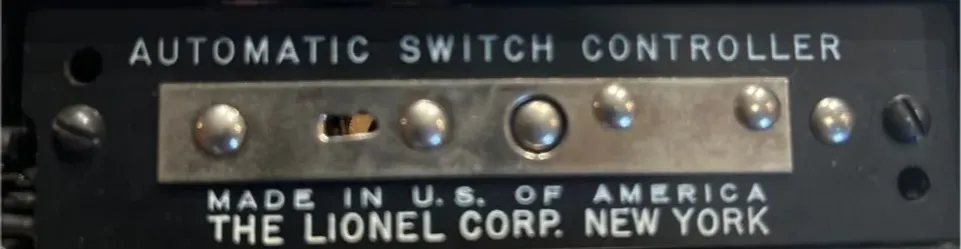 AUTOMATIC SWITCH CONTROLLER
MADE IN U.S. OF AMERICA
THE LIONEL CORP. NEW YORK